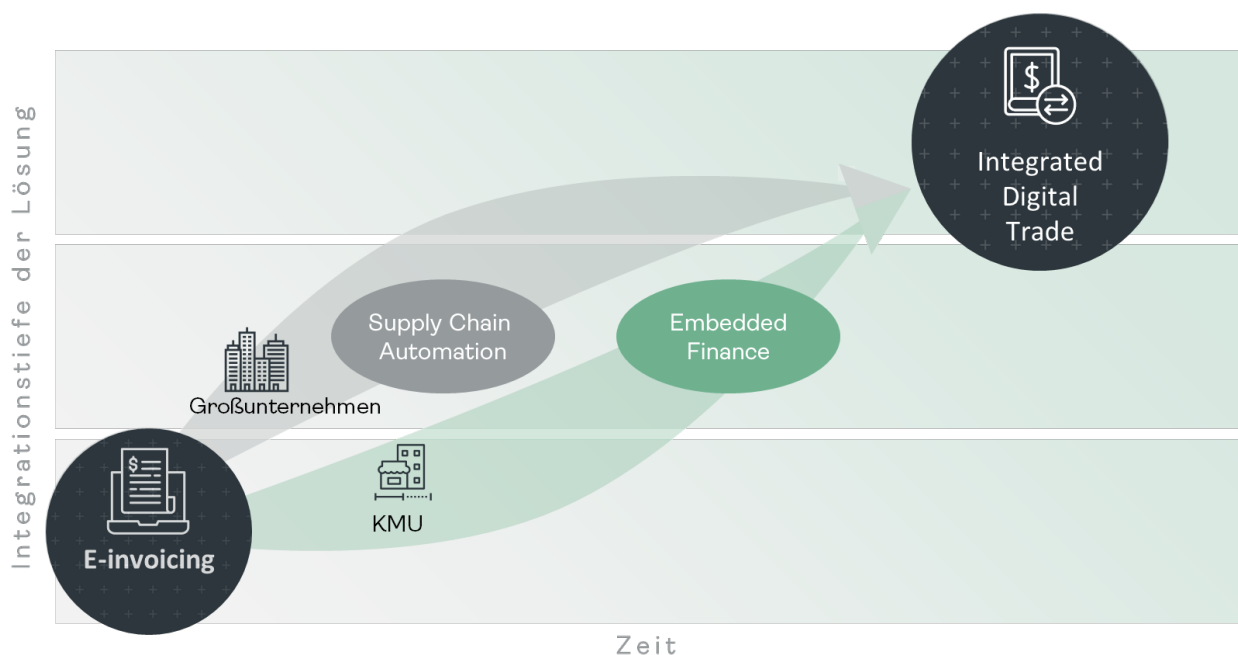 Integrationstiefe der Lösung
$
Integrated
Digital
Trade
Supply Chain
Automation
Embedded
Finance
Großunternehmen
$
E-invoicing
KMU
Zeit